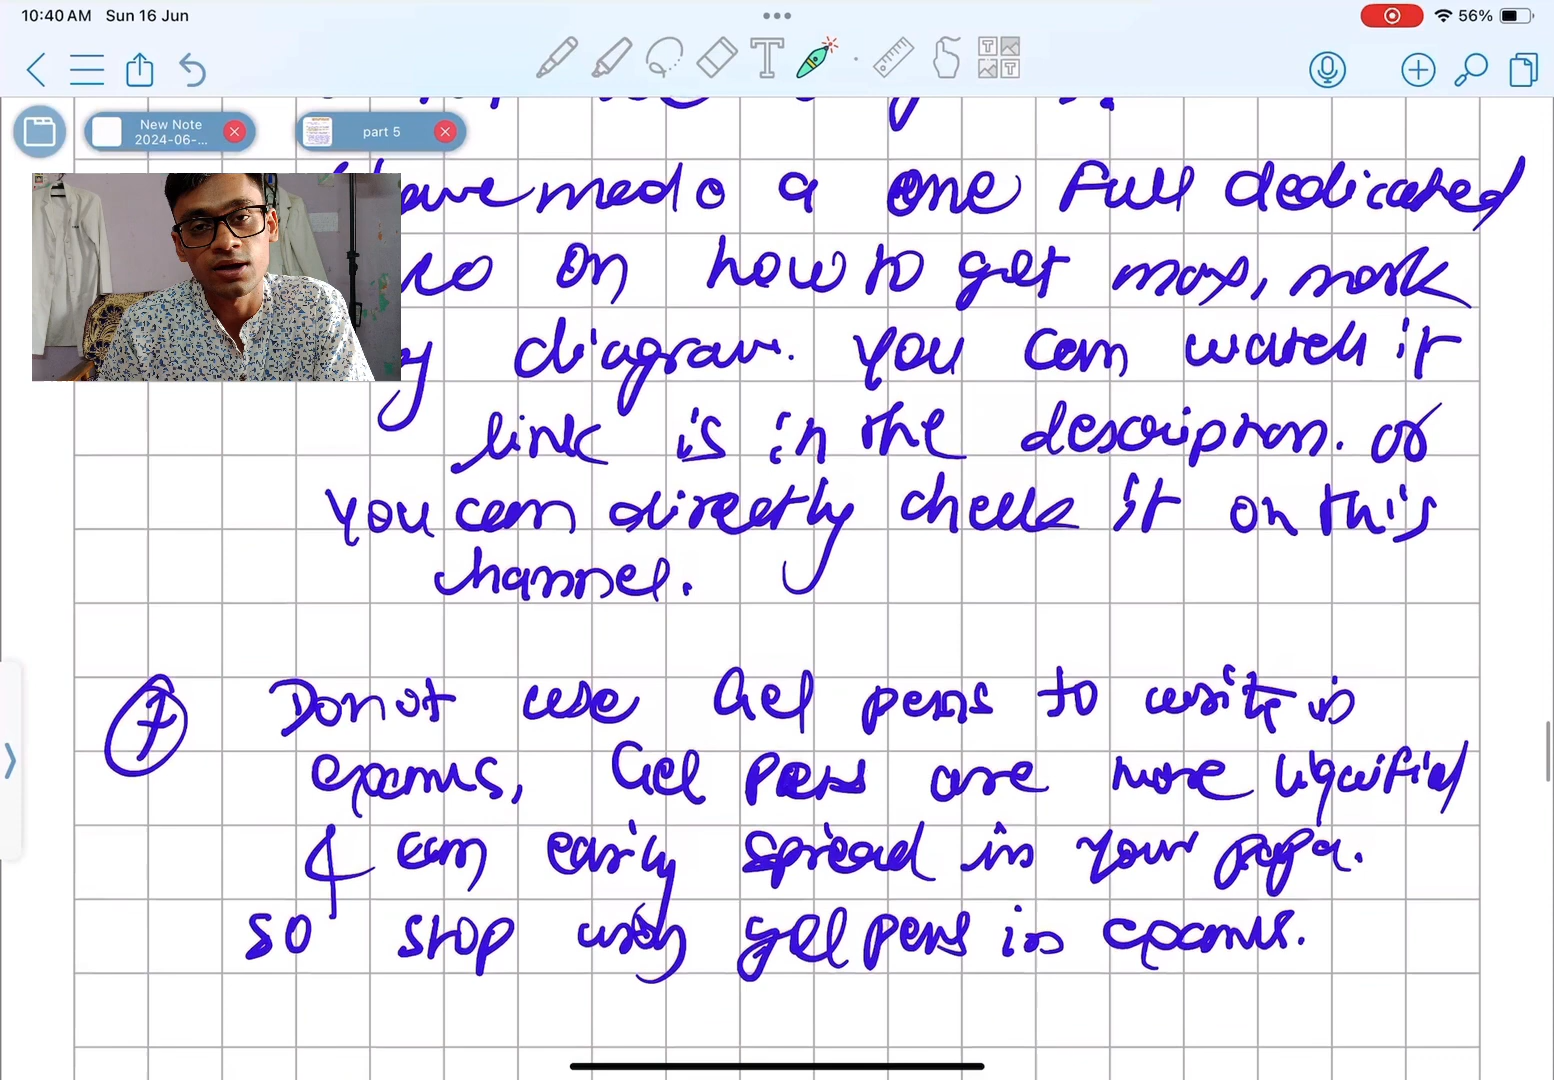 10:40 AM Sun 16 Jun
56%
New Note
2024-06-...
part 5
have made a one full dedicated
on how to get max, mark
diagram. you can watch it
link is in the description. or
you can directly check it on this
channel.
7 Do not use Gel pens to write in
exams, Gel pens are more liquified
& can easily spread in your paper.
so stop using gel pens in exams.